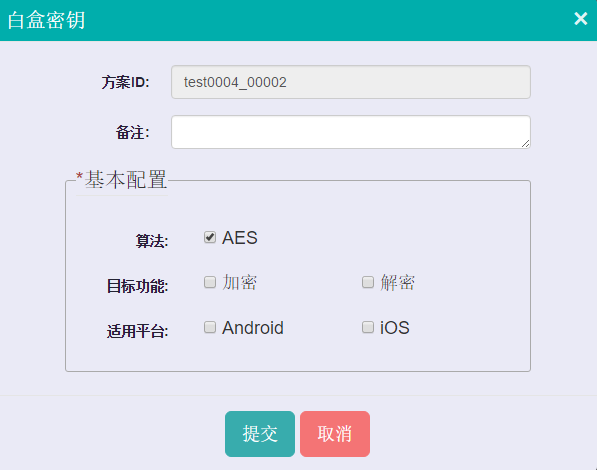 白盒密钥
方案ID: test0004_00002
备注:
*基本配置
算法: AES
目标功能: 加密 解密
适用平台: Android iOS
提交 取消